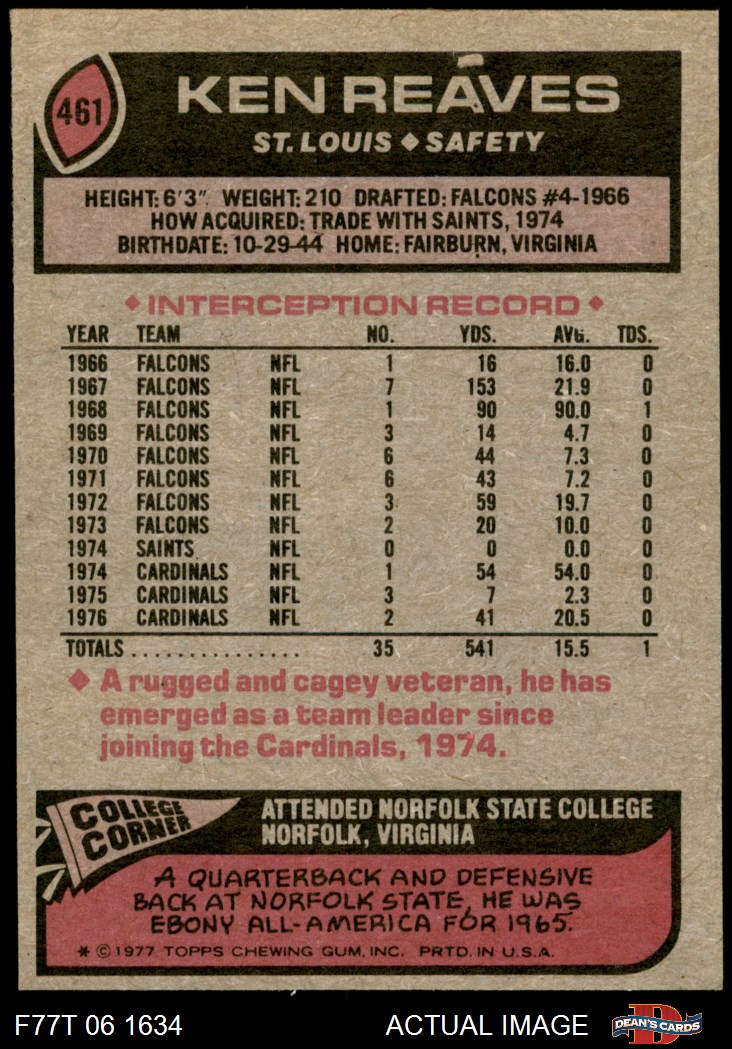 461
KEN REAVES
ST. LOUIS ◆ SAFETY
HEIGHT: 6'3". WEIGHT: 210 DRAFTED: FALCONS #4-1966
HOW ACQUIRED: TRADE WITH SAINTS, 1974
BIRTHDATE: 10-29-44 HOME: FAIRBURN, VIRGINIA
◆ INTERCEPTION RECORD ◆
YEAR TEAM NO. YDS. AVG. TDS.
1966 FALCONS NFL 1 16 16.0 0
1967 FALCONS NFL 7 153 21.9 0
1968 FALCONS NFL 1 90 90.0 1
1969 FALCONS NFL 3 14 4.7 0
1970 FALCONS NFL 6 44 7.3 0
1971 FALCONS NFL 6 43 7.2 0
1972 FALCONS NFL 3 59 19.7 0
1973 FALCONS NFL 2 20 10.0 0
1974 SAINTS NFL 0 0 0.0 0
1974 CARDINALS NFL 1 54 54.0 0
1975 CARDINALS NFL 3 7 2.3 0
1976 CARDINALS NFL 2 41 20.5 0
TOTALS ............... 35 541 15.5 1
◆ A rugged and cagey veteran, he has
emerged as a team leader since
joining the Cardinals, 1974.
COLLEGE
CORNER
ATTENDED NORFOLK STATE COLLEGE
NORFOLK, VIRGINIA
A QUARTERBACK AND DEFENSIVE
BACK AT NORFOLK STATE, HE WAS
EBONY ALL-AMERICA FOR 1965.
* © 1977 TOPPS CHEWING GUM, INC. PRTD. IN U.S.A.
F77T 06 1634 ACTUAL IMAGE
D
DEAN'S CARDS